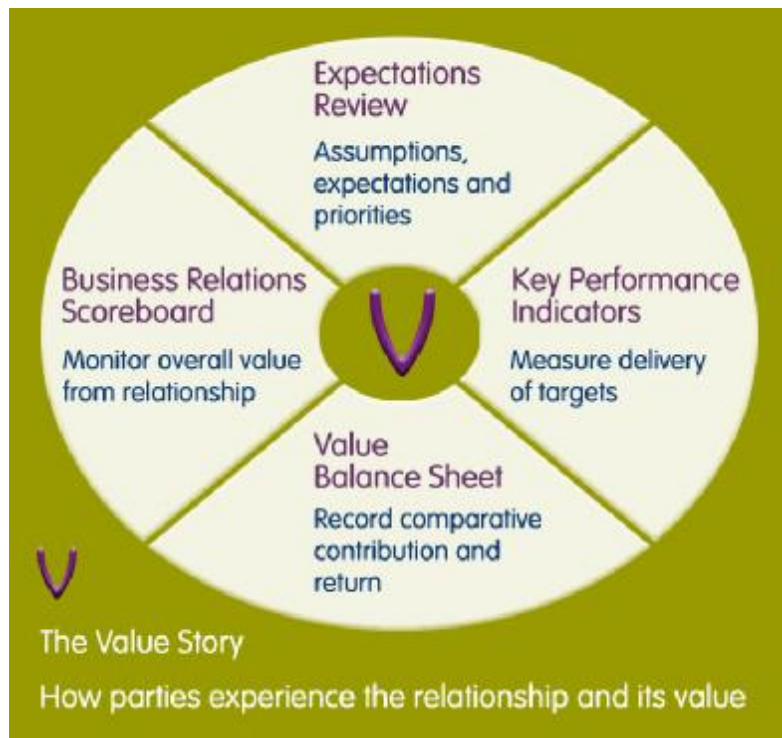 Expectations
Review
Assumptions,
expectations and
priorities
Business Relations
Scoreboard
Monitor overall value
from relationship
Key Performance
Indicators
Measure delivery
of targets
V
Value
Balance Sheet
Record comparative
contribution and
return
V
The Value Story
How parties experience the relationship and its value